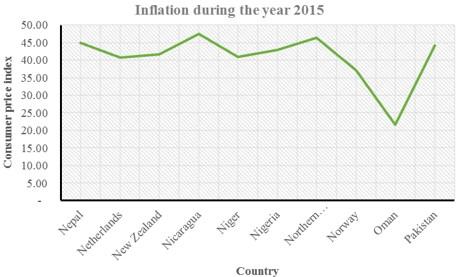 Inflation during the year 2015
Consumer price index
50.00
45.00
40.00
35.00
30.00
25.00
20.00
15.00
10.00
5.00
-
Nepal
Netherlands
New Zealand
Nicaragua
Niger
Nigeria
Northern…
Norway
Oman
Pakistan
Country